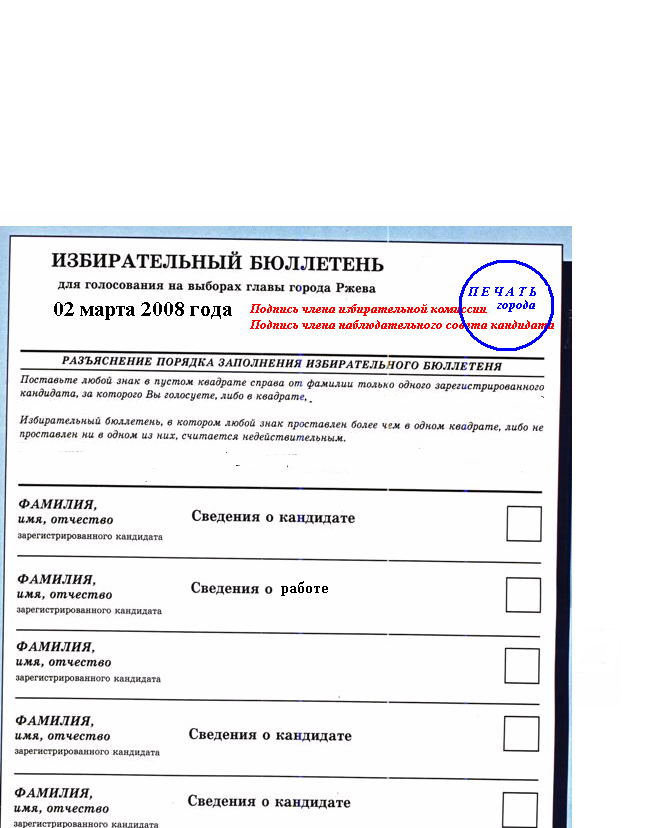 ИЗБИРАТЕЛЬНЫЙ БЮЛЛЕТЕНЬ
для голосования на выборах главы города Ржева
02 марта 2008 года
Подпись члена избирательной комиссии
Подпись члена наблюдательного совета кандидата
ПЕЧАТЬ
города
РАЗЪЯСНЕНИЕ ПОРЯДКА ЗАПОЛНЕНИЯ ИЗБИРАТЕЛЬНОГО БЮЛЛЕТЕНЯ
Поставьте любой знак в пустом квадрате справа от фамилии только одного зарегистрированного
кандидата, за которого Вы голосуете, либо в квадрате,
Избирательный бюллетень, в котором любой знак проставлен более чем в одном квадрате, либо не
проставлен ни в одном из них, считается недействительным.
ФАМИЛИЯ,
имя, отчество
зарегистрированного кандидата
Сведения о кандидате
ФАМИЛИЯ,
имя, отчество
зарегистрированного кандидата
Сведения о работе
ФАМИЛИЯ,
имя, отчество
зарегистрированного кандидата
ФАМИЛИЯ,
имя, отчество
зарегистрированного кандидата
Сведения о кандидате
ФАМИЛИЯ,
имя, отчество
зарегистрированного кандидата
Сведения о кандидате